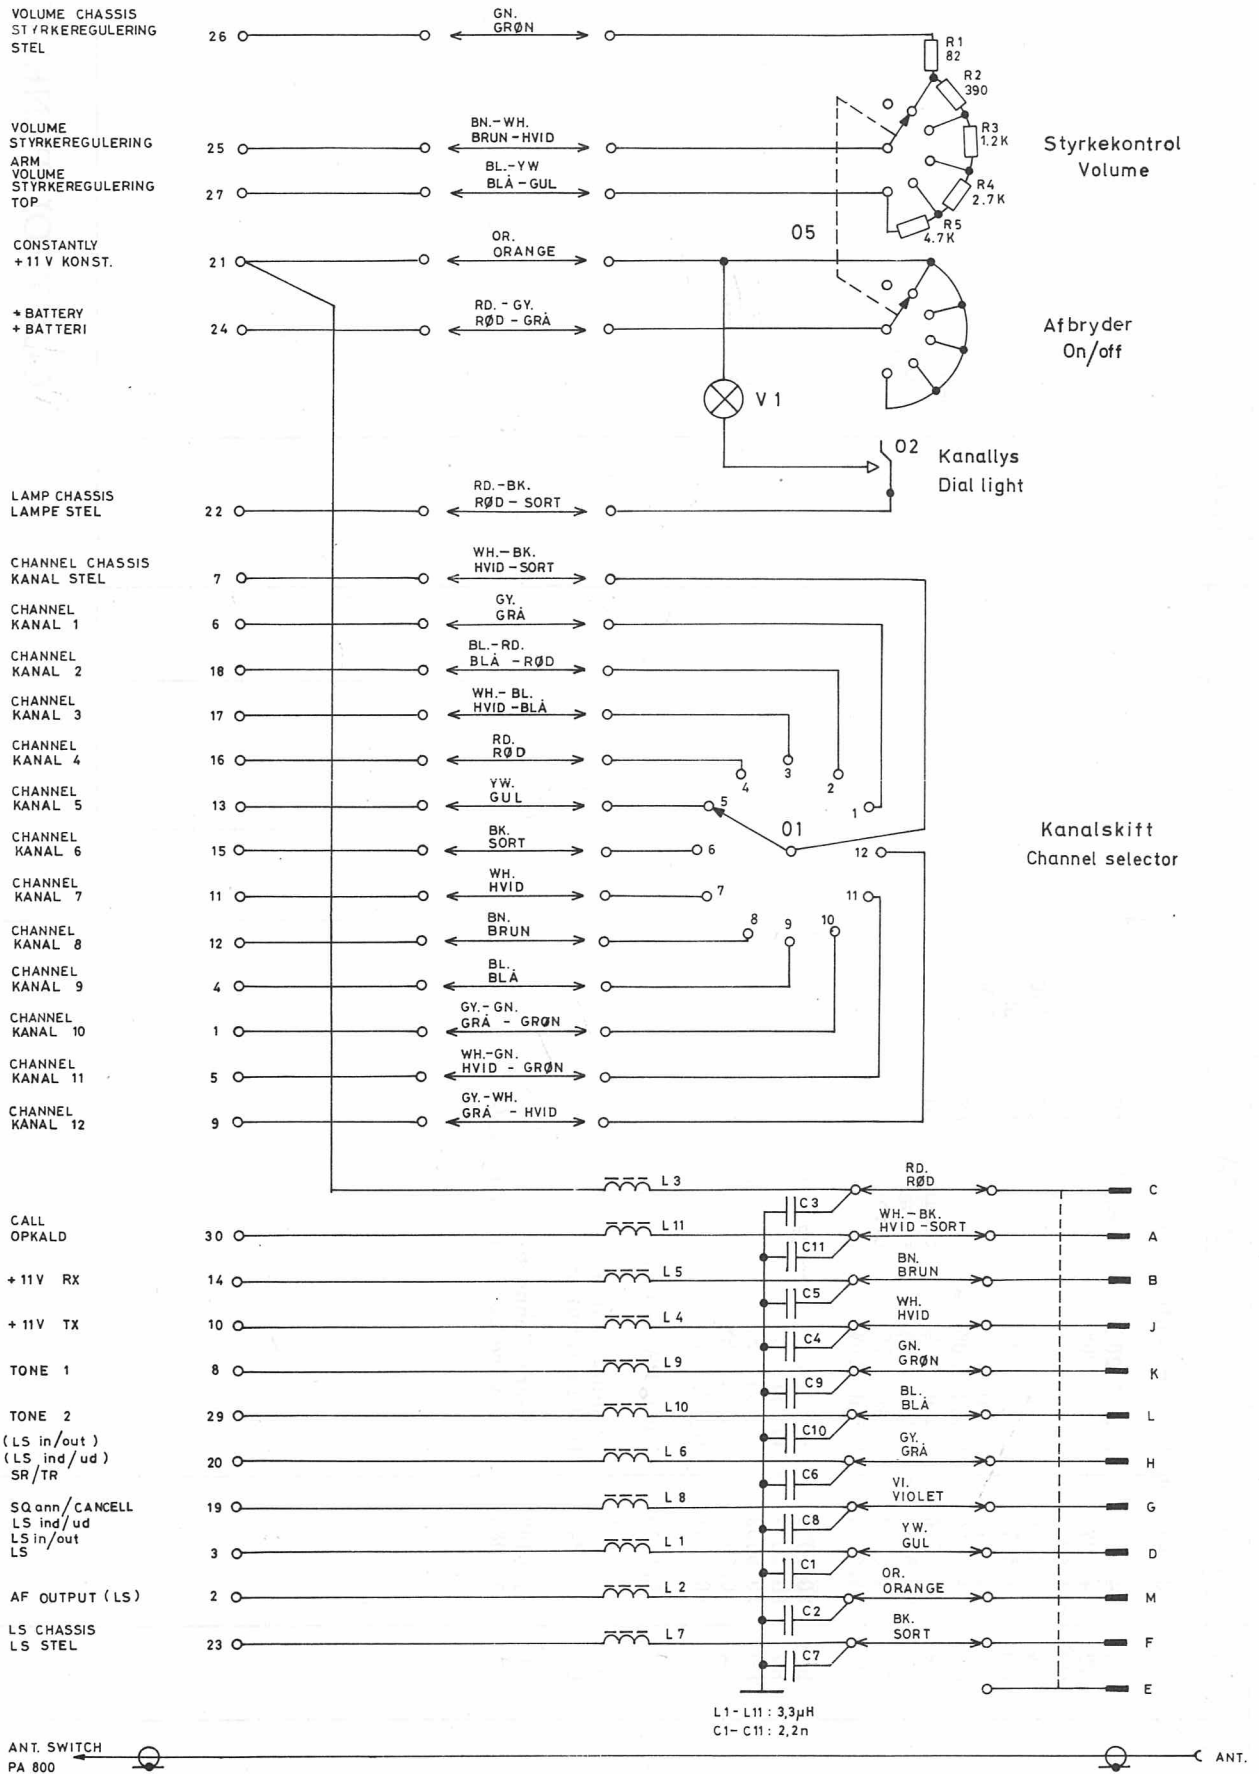 VOLUME CHASSIS
STYRKEREGULERING
STEL
26
GN.
GRØN
R1
82
R2
390
VOLUME
STYRKEREGULERING
ARM
25
BN.-WH.
BRUN-HVID
R3
1.2K
Styrkekontrol
Volume
VOLUME
STYRKEREGULERING
TOP
27
BL.-YW
BLÅ-GUL
R4
2.7K
R5
4.7K
O5
CONSTANTLY
+11 V KONST.
21
OR.
ORANGE
+ BATTERY
+ BATTERI
24
RD.-GY.
RØD-GRÅ
Afbryder
On/off
V1
O2
Kanallys
Dial light
LAMP CHASSIS
LAMPE STEL
22
RD.-BK.
RØD-SORT
CHANNEL CHASSIS
KANAL STEL
7
WH.-BK.
HVID-SORT
CHANNEL
KANAL 1
6
GY.
GRÅ
CHANNEL
KANAL 2
18
BL.-RD.
BLÅ-RØD
CHANNEL
KANAL 3
17
WH.-BL.
HVID-BLÅ
CHANNEL
KANAL 4
16
RD.
RØD
4
3
2
CHANNEL
KANAL 5
13
YW.
GUL
5
1
O1
Kanalskift
Channel selector
CHANNEL
KANAL 6
15
BK.
SORT
6
12
CHANNEL
KANAL 7
11
WH.
HVID
7
11
CHANNEL
KANAL 8
12
BN.
BRUN
8
9
10
CHANNEL
KANAL 9
4
BL.
BLÅ
CHANNEL
KANAL 10
1
GY.-GN.
GRÅ - GRØN
CHANNEL
KANAL 11
5
WH.-GN.
HVID - GRØN
CHANNEL
KANAL 12
9
GY.-WH.
GRÅ - HVID
L3
C3
RD.
RØD
C
CALL
OPKALD
30
L11
C11
WH.-BK.
HVID-SORT
A
+11V RX
14
L5
C5
BN.
BRUN
B
+11V TX
10
L4
C4
WH.
HVID
J
TONE 1
8
L9
C9
GN.
GRØN
K
TONE 2
29
L10
C10
BL.
BLÅ
L
(LS in/out)
(LS ind/ud)
SR/TR
20
L6
C6
GY.
GRÅ
H
SQ ann/CANCELL
LS ind/ud
LS in/out
19
L8
C8
VI.
VIOLET
G
LS
3
L1
C1
YW.
GUL
D
AF OUTPUT (LS)
2
L2
C2
OR.
ORANGE
M
LS CHASSIS
LS STEL
23
L7
C7
BK.
SORT
F
E
L1-L11: 3,3µH
C1-C11: 2,2n
ANT. SWITCH
PA 800
ANT.